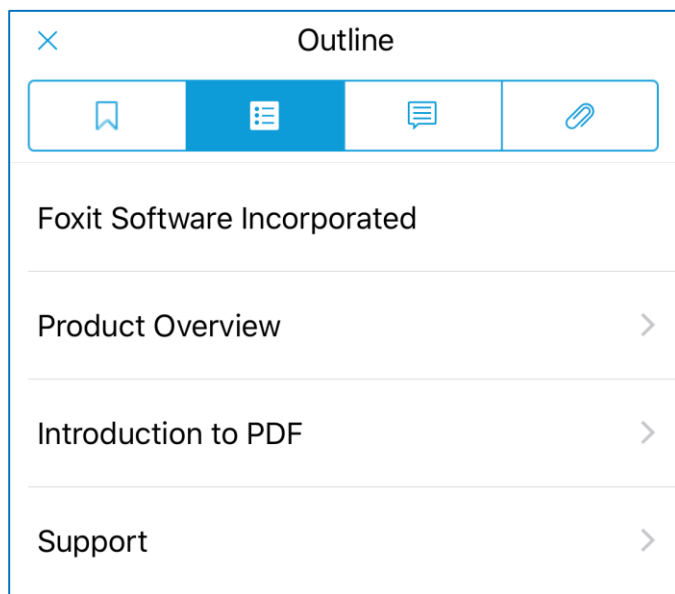 Outline
Foxit Software Incorporated
Product Overview
Introduction to PDF
Support